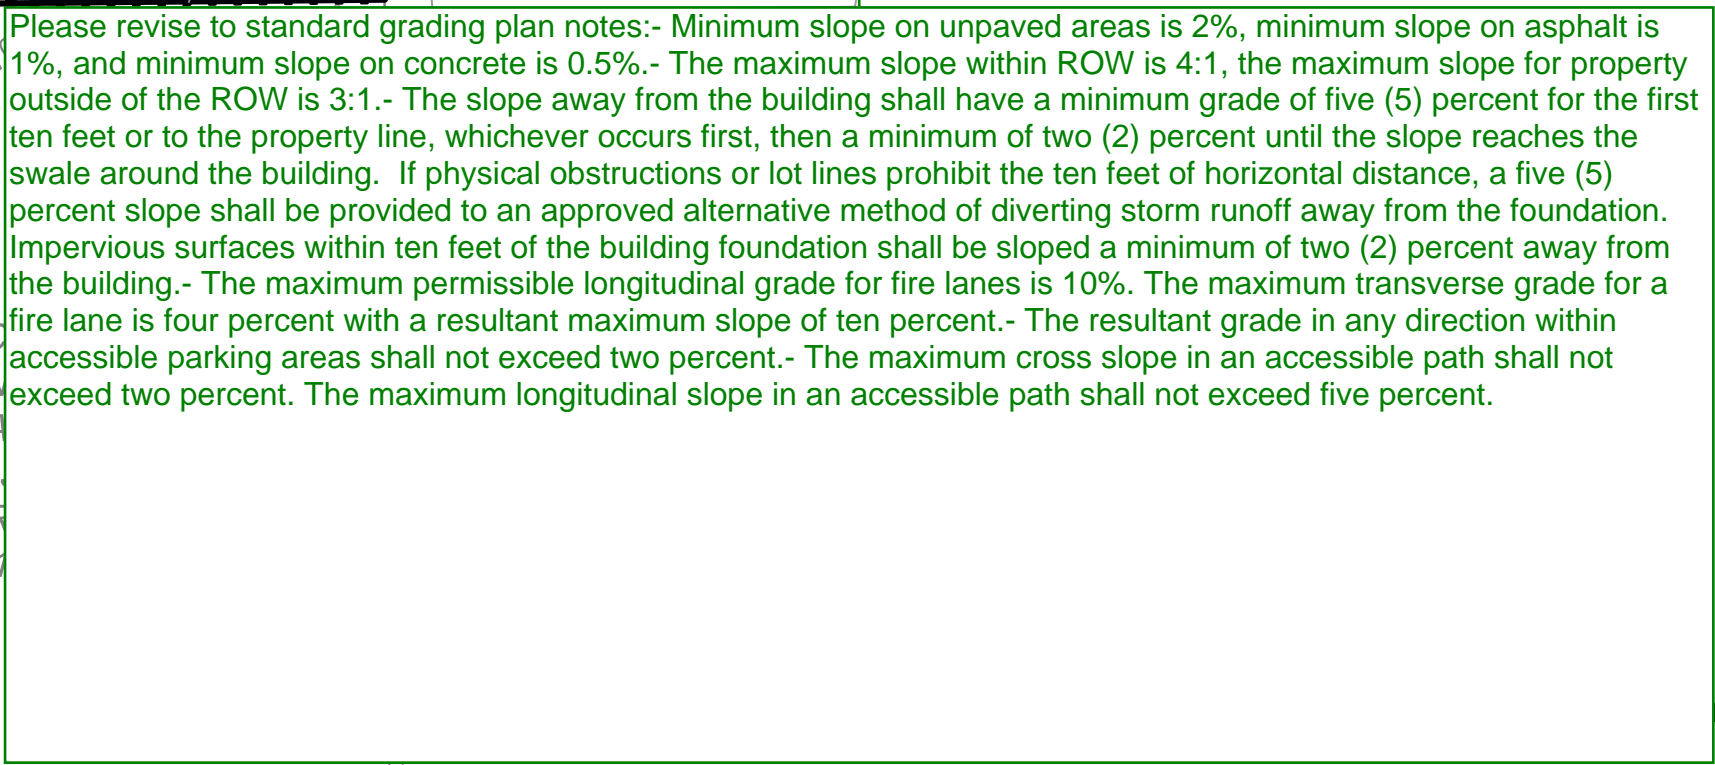 Please revise to standard grading plan notes:- Minimum slope on unpaved areas is 2%, minimum slope on asphalt is
1%, and minimum slope on concrete is 0.5%.- The maximum slope within ROW is 4:1, the maximum slope for property
outside of the ROW is 3:1.- The slope away from the building shall have a minimum grade of five (5) percent for the first
ten feet or to the property line, whichever occurs first, then a minimum of two (2) percent until the slope reaches the
swale around the building.  If physical obstructions or lot lines prohibit the ten feet of horizontal distance, a five (5)
percent slope shall be provided to an approved alternative method of diverting storm runoff away from the foundation.
Impervious surfaces within ten feet of the building foundation shall be sloped a minimum of two (2) percent away from
the building.- The maximum permissible longitudinal grade for fire lanes is 10%. The maximum transverse grade for a
fire lane is four percent with a resultant maximum slope of ten percent.- The resultant grade in any direction within
accessible parking areas shall not exceed two percent.- The maximum cross slope in an accessible path shall not
exceed two percent. The maximum longitudinal slope in an accessible path shall not exceed five percent.